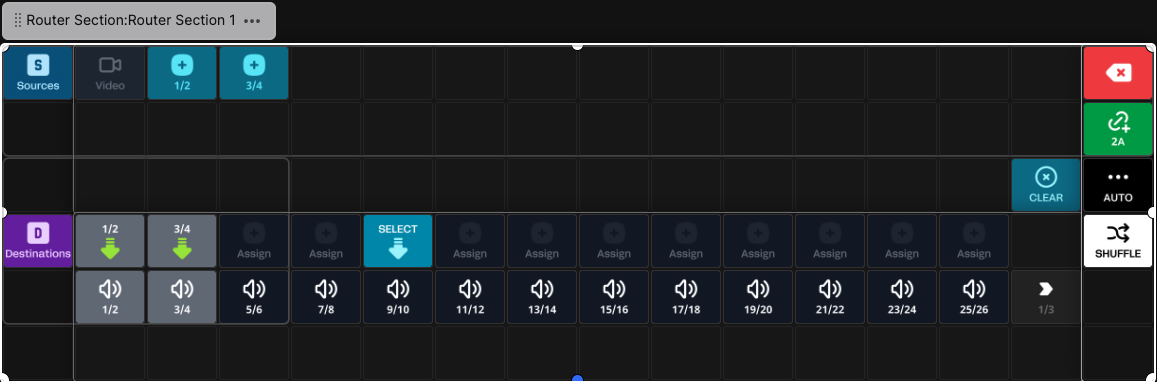 Router Section:Router Section 1 •••
S
Sources
Video
1/2
3/4
2A
CLEAR
AUTO
D
Destinations
1/2
3/4
Assign
Assign
SELECT
Assign
Assign
Assign
Assign
Assign
Assign
Assign
Assign
SHUFFLE
1/2
3/4
5/6
7/8
9/10
11/12
13/14
15/16
17/18
19/20
21/22
23/24
25/26
1/3